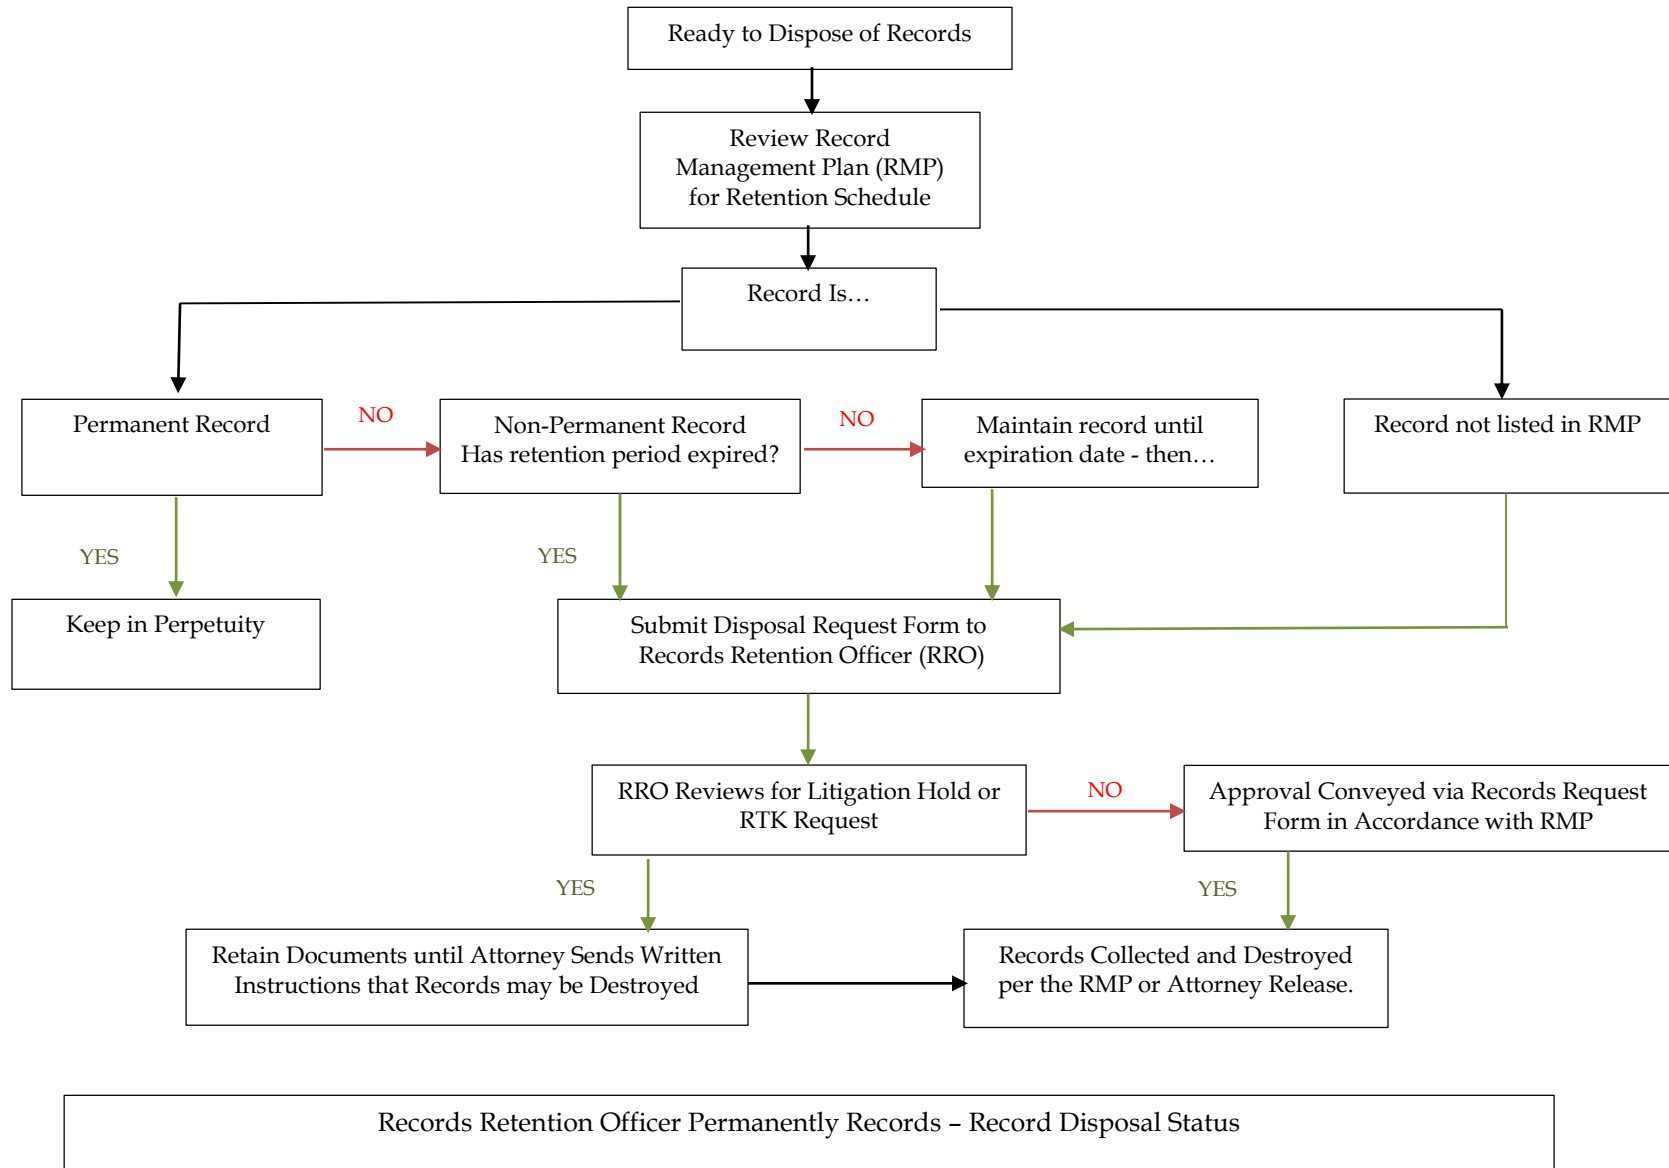 Ready to Dispose of Records
Review Record
Management Plan (RMP)
for Retention Schedule
Record Is…
Permanent Record
NO
Non-Permanent Record
Has retention period expired?
NO
Maintain record until
expiration date - then…
Record not listed in RMP
YES
YES
Keep in Perpetuity
Submit Disposal Request Form to
Records Retention Officer (RRO)
RRO Reviews for Litigation Hold or
RTK Request
NO
Approval Conveyed via Records Request
Form in Accordance with RMP
YES
YES
Retain Documents until Attorney Sends Written
Instructions that Records may be Destroyed
Records Collected and Destroyed
per the RMP or Attorney Release.
Records Retention Officer Permanently Records – Record Disposal Status